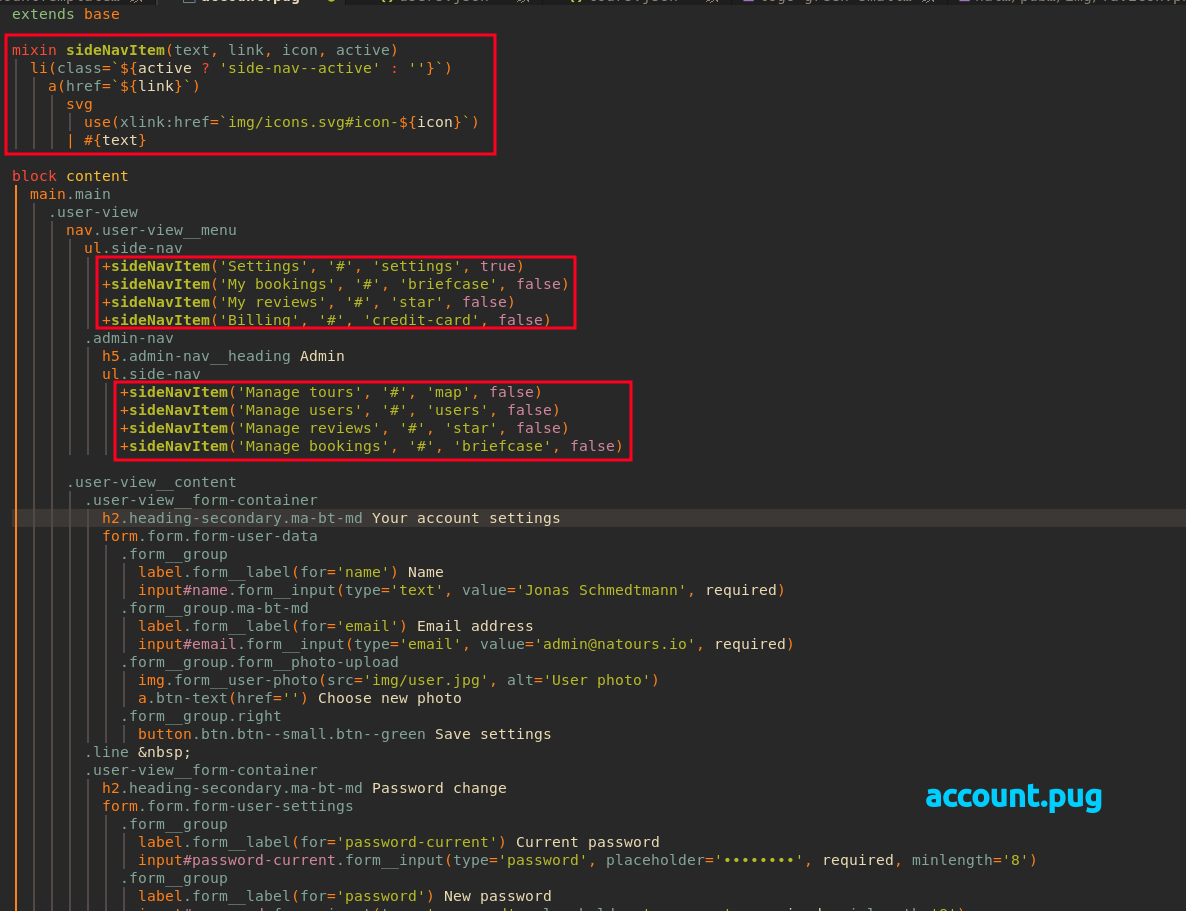 account.pug
extends base
mixin sideNavItem(text, link, icon, active)
li(class=`${active ? 'side-nav--active' : ''}`)
a(href=`${link}`)
svg
use(xlink:href=`img/icons.svg#icon-${icon}`)
| #{text}
block content
main.main
.user-view
nav.user-view__menu
ul.side-nav
+sideNavItem('Settings', '#', 'settings', true)
+sideNavItem('My bookings', '#', 'briefcase', false)
+sideNavItem('My reviews', '#', 'star', false)
+sideNavItem('Billing', '#', 'credit-card', false)
.admin-nav
h5.admin-nav__heading Admin
ul.side-nav
+sideNavItem('Manage tours', '#', 'map', false)
+sideNavItem('Manage users', '#', 'users', false)
+sideNavItem('Manage reviews', '#', 'star', false)
+sideNavItem('Manage bookings', '#', 'briefcase', false)
.user-view__content
.user-view__form-container
h2.heading-secondary.ma-bt-md Your account settings
form.form.form-user-data
.form__group
label.form__label(for='name') Name
input#name.form__input(type='text', value='Jonas Schmedtmann', required)
.form__group.ma-bt-md
label.form__label(for='email') Email address
input#email.form__input(type='email', value='admin@natours.io', required)
.form__group.form__photo-upload
img.form__user-photo(src='img/user.jpg', alt='User photo')
a.btn-text(href='') Choose new photo
.form__group.right
button.btn.btn--small.btn--green Save settings
.line &nbsp;
.user-view__form-container
h2.heading-secondary.ma-bt-md Password change
account.pug
form.form.form-user-settings
.form__group
label.form__label(for='password-current') Current password
input#password-current.form__input(type='password', placeholder='••••••••', required, minlength='8')
.form__group
label.form__label(for='password') New password